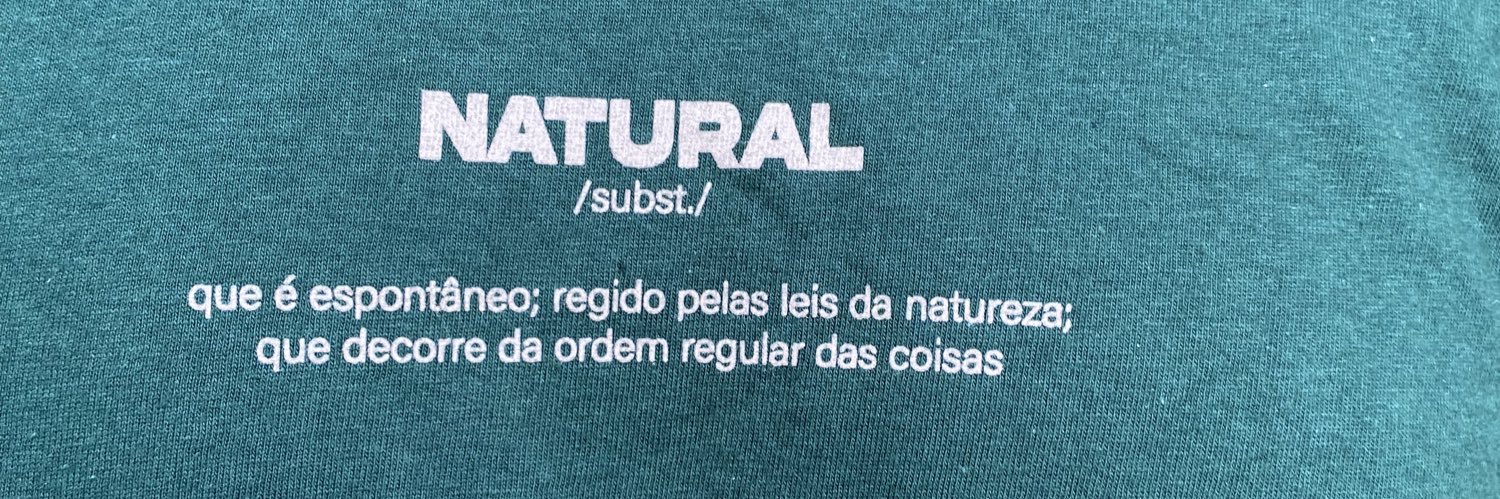 NATURAL
/subst./
que é espontâneo; regido pelas leis da natureza;
que decorre da ordem regular das coisas